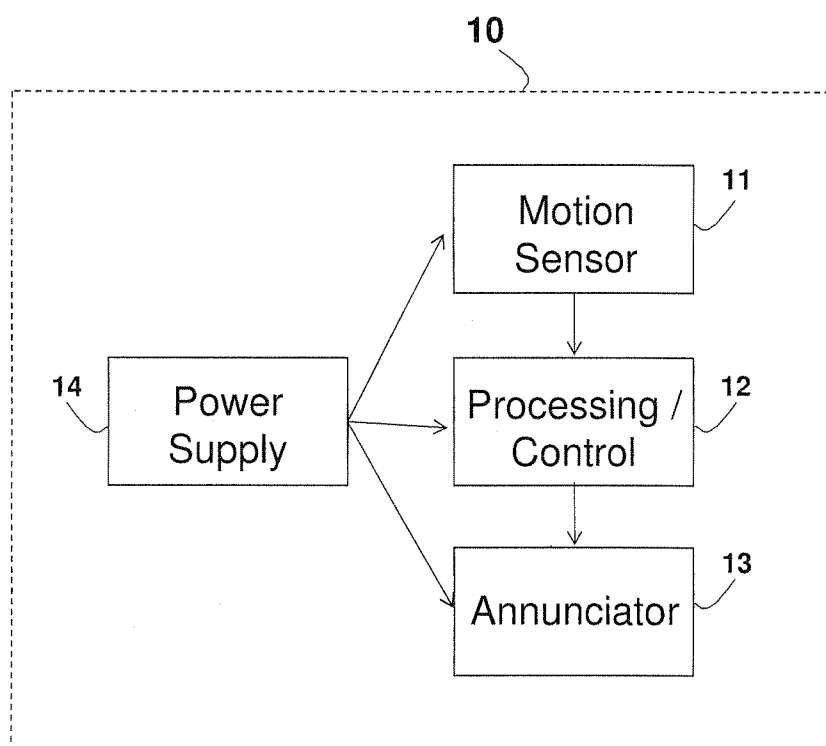 10
11
Motion
Sensor
14
Power
Supply
12
Processing /
Control
13
Annunciator